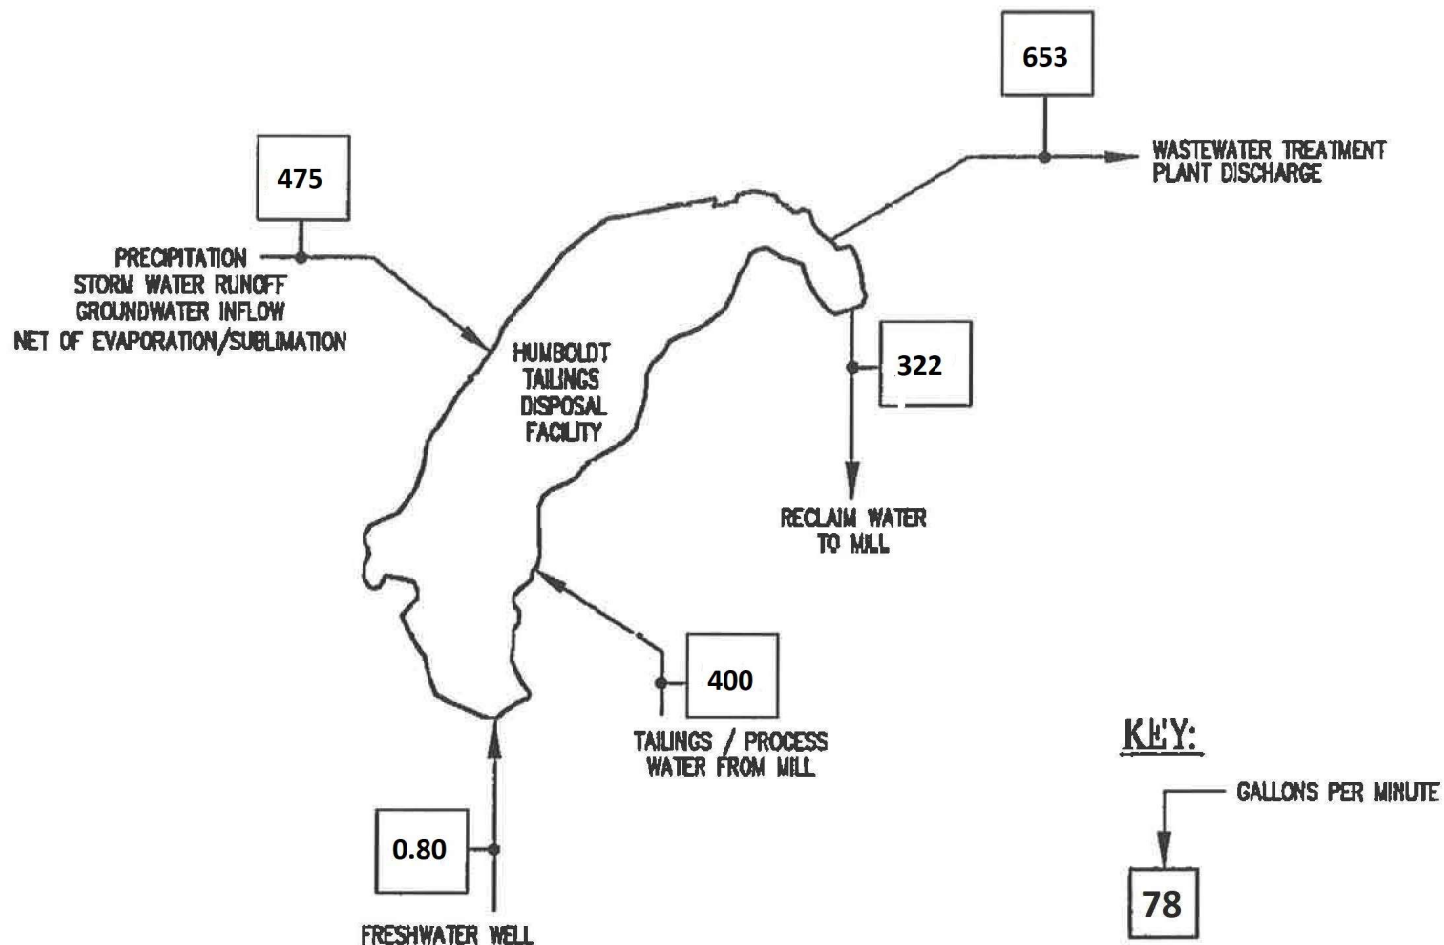 653
WASTEWATER TREATMENT
PLANT DISCHARGE
475
PRECIPITATION
STORM WATER RUNOFF
GROUNDWATER INFLOW
NET OF EVAPORATION/SUBLIMATION
HUMBOLDT
TAILINGS
DISPOSAL
FACILITY
322
RECLAIM WATER
TO MILL
400
TAILINGS / PROCESS
WATER FROM MILL
0.80
FRESHWATER WELL
KEY:
GALLONS PER MINUTE
78